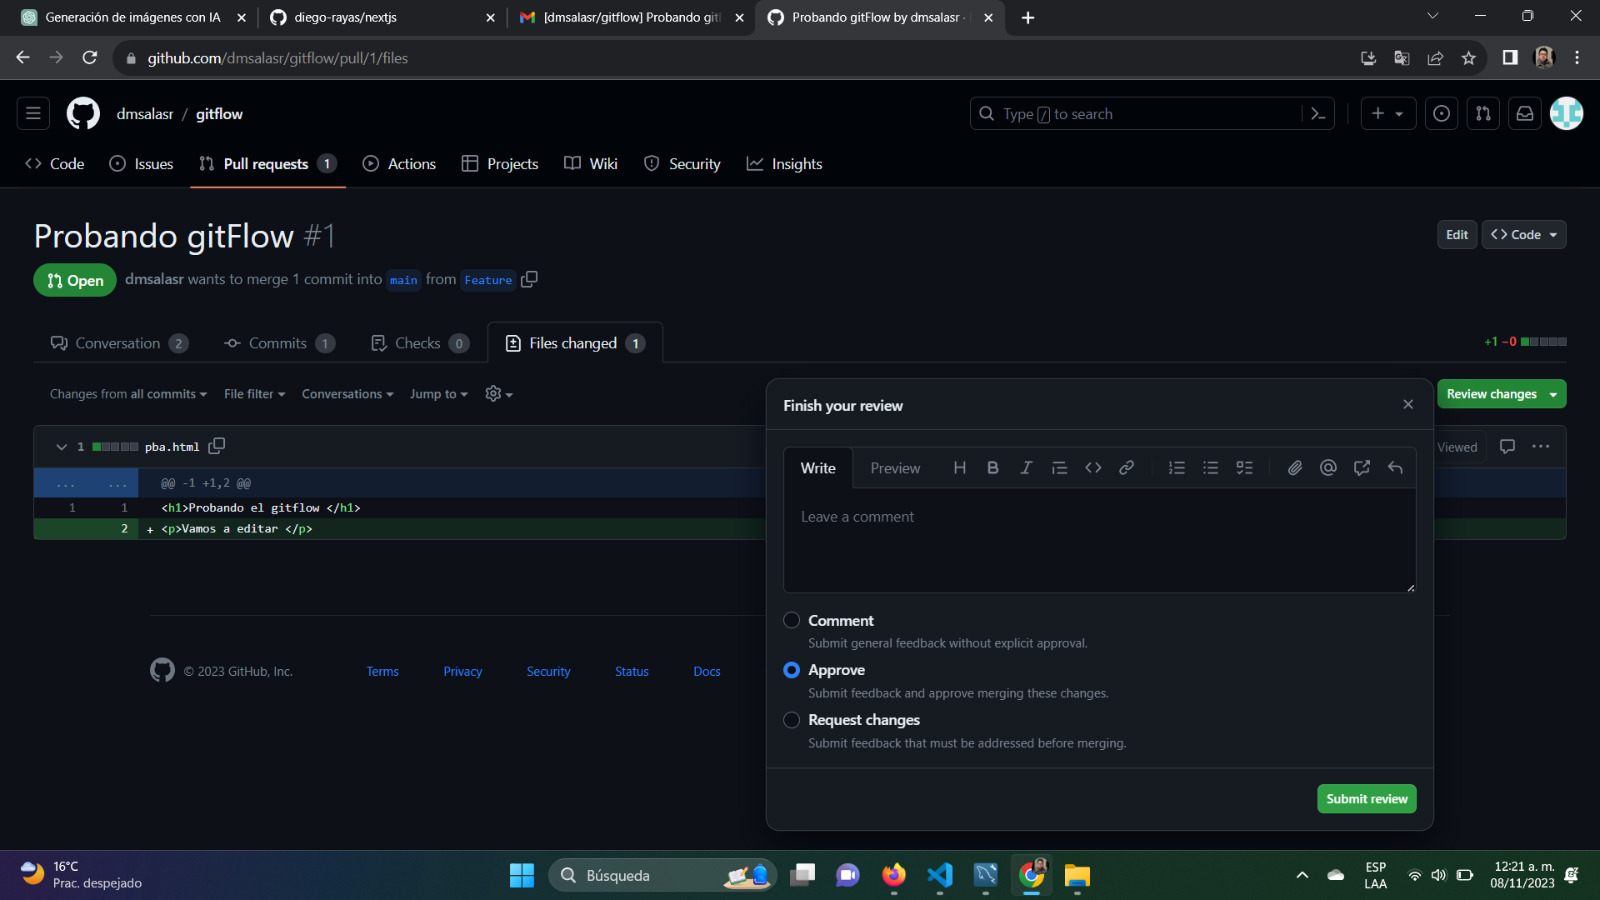 Generación de imágenes con IA
diego-rayas/nextjs
[dmsalasr/gitflow] Probando git
Probando gitFlow by dmsalasr ·
github.com/dmsalasr/gitflow/pull/1/files
dmsalasr / gitflow
Type / to search
Code
Issues
Pull requests 1
Actions
Projects
Wiki
Security
Insights
Probando gitFlow #1
Edit
<> Code
Open
dmsalasr wants to merge 1 commit into main from Feature
Conversation 2
Commits 1
Checks 0
Files changed 1
+1 −0
Changes from all commits
File filter
Conversations
Jump to
Review changes
1 pba.html
Viewed
... ... @@ -1 +1,2 @@
1 1 <h1>Probando el gitflow </h1>
2 + <p>Vamos a editar </p>
Finish your review
Write
Preview
Leave a comment
Comment
Submit general feedback without explicit approval.
Approve
Submit feedback and approve merging these changes.
Request changes
Submit feedback that must be addressed before merging.
Submit review
© 2023 GitHub, Inc.
Terms
Privacy
Security
Status
Docs
16°C
Prac. despejado
Búsqueda
ESP
LAA
12:21 a. m.
08/11/2023